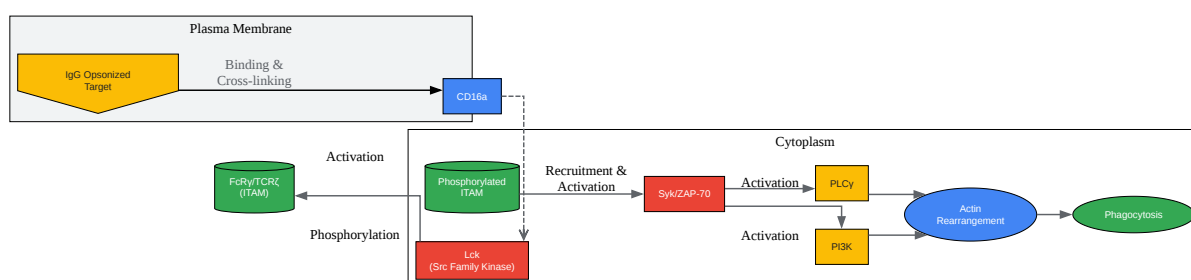 Plasma Membrane
IgG Opsonized
Target
Binding &
Cross-linking
CD16a
Cytoplasm
Activation
FcRγ/TCRζ
(ITAM)
Phosphorylated
ITAM
Recruitment &
Activation
Syk/ZAP-70
Activation
PLCγ
Actin
Rearrangement
Phagocytosis
Phosphorylation
Lck
(Src Family Kinase)
Activation
PI3K